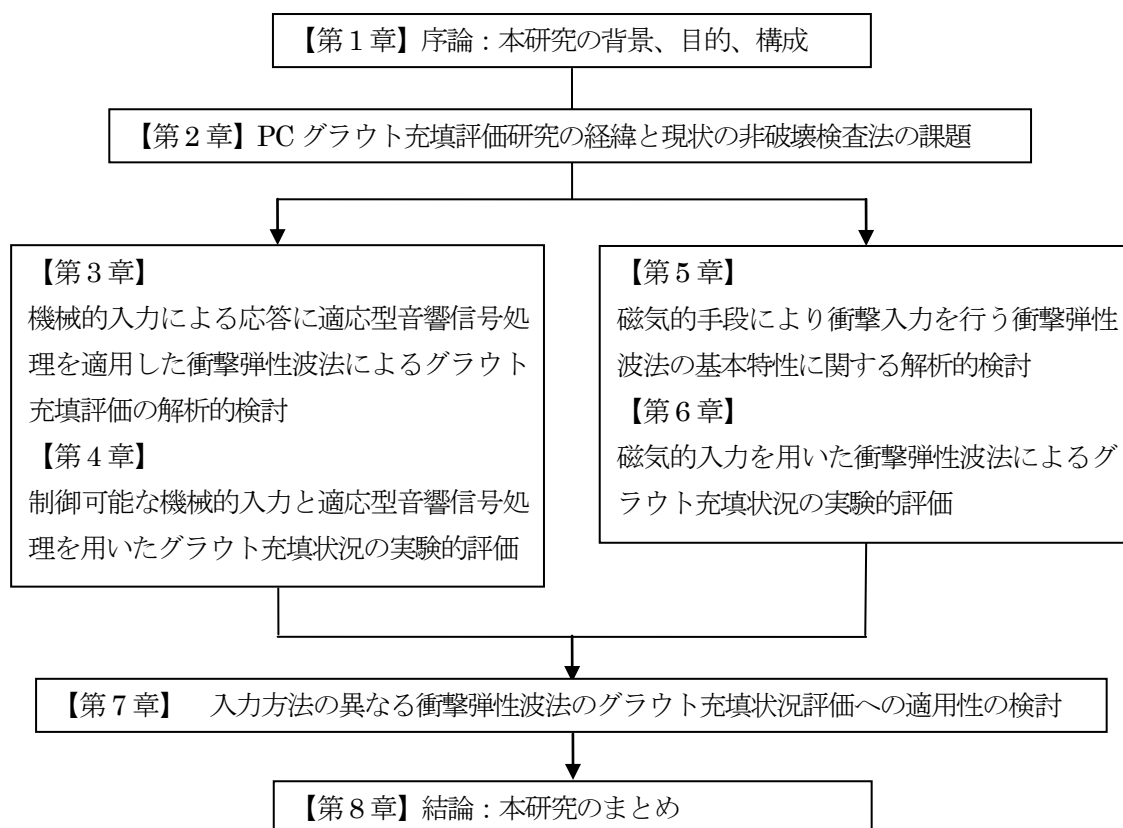 【第1章】序論：本研究の背景、目的、構成
【第2章】PCグラウト充填評価研究の経緯と現状の非破壊検査法の課題
【第3章】
機械的入力による応答に適応型音響信号処
理を適用した衝撃弾性波法によるグラウト
充填評価の解析的検討
【第4章】
制御可能な機械的入力と適応型音響信号処
理を用いたグラウト充填状況の実験的評価
【第5章】
磁気的手段により衝撃入力を行う衝撃弾性
波法の基本特性に関する解析的検討
【第6章】
磁気的入力を用いた衝撃弾性波法によるグ
ラウト充填状況の実験的評価
【第7章】　入力方法の異なる衝撃弾性波法のグラウト充填状況評価への適用性の検討
【第8章】結論：本研究のまとめ